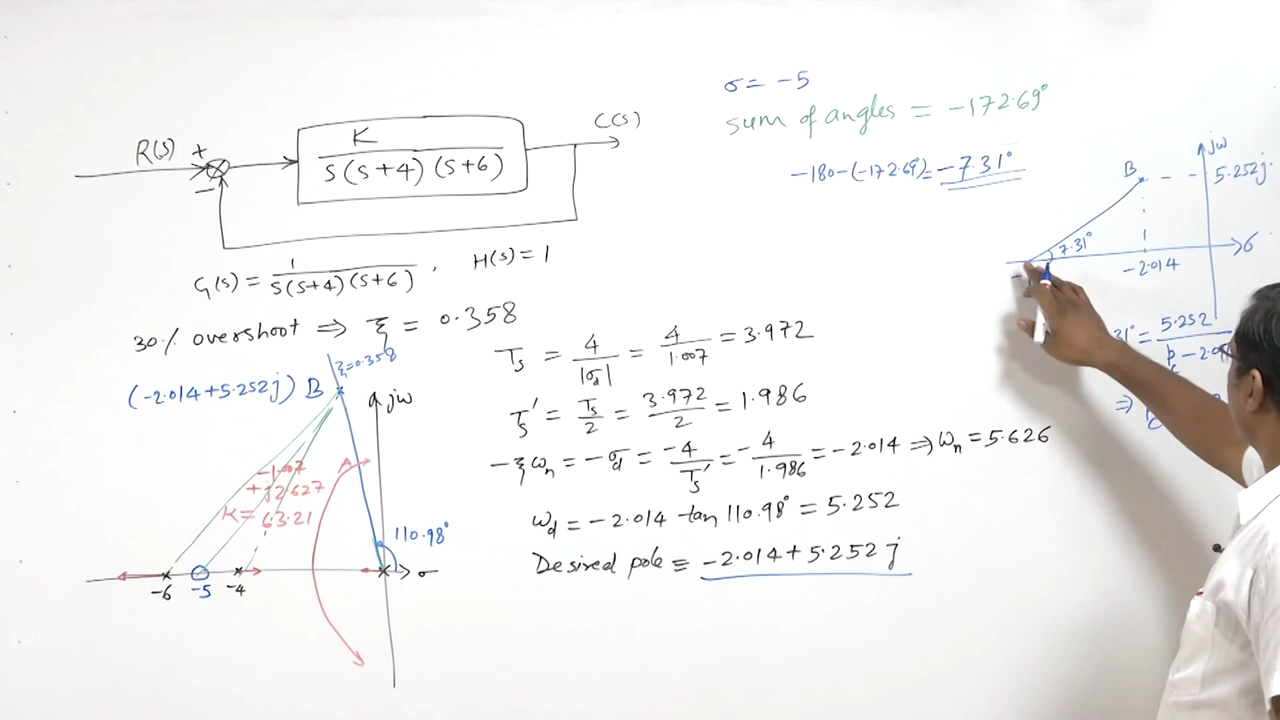 R(s) + − K / s(s+4)(s+6) C(s)
G(s) = 1 / s(s+4)(s+6) , H(s) = 1
30% overshoot ⇒ ξ = 0.358
ξ=0.358
(-2.014+5.252j) B
jω
A
-1.007
+j2.627
K = 63.21
110.98°
σ
-6 -5 -4
σ = -5
sum of angles = -172.69°
-180-(-172.69) = -7.31°
Ts = 4/|σd| = 4/1.007 = 3.972
Ts' = Ts/2 = 3.972/2 = 1.986
-ξωn = -σd = -4/Ts' = -4/1.986 = -2.014 ⇒ ωn = 5.626
ωd = -2.014 tan 110.98° = 5.252
Desired pole = -2.014+5.252j
jω
B 5.252j
7.31°
σ
-2.014
31° = 5.252
⇒